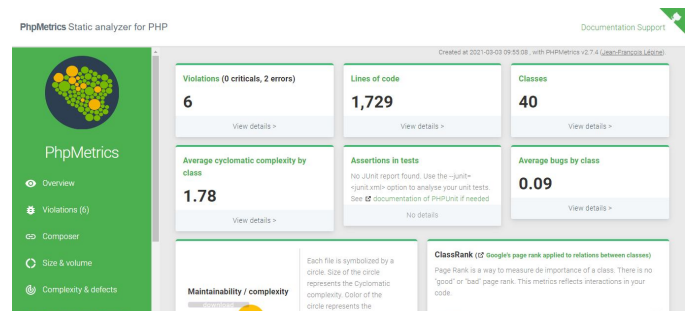 PhpMetrics Static analyzer for PHP
Documentation Support
Created at 2021-03-03 09:55:08 , with PHPMetrics v2.7.4 (Jean-François Lépine).
PhpMetrics
Overview
Violations (6)
Composer
Size & volume
Complexity & defects
Violations (0 criticals, 2 errors)
6
View details >
Lines of code
1,729
View details >
Classes
40
View details >
Average cyclomatic complexity by
class
1.78
View details >
Assertions in tests
No JUnit report found. Use the --junit=
<junit.xml> option to analyse your unit tests.
See documentation of PHPUnit if needed
No details
Average bugs by class
0.09
View details >
Maintainability / complexity
Each file is symbolized by a
circle. Size of the circle
represents the Cyclomatic
complexity. Color of the
circle represents the
ClassRank (Google's page rank applied to relations between classes)
Page Rank is a way to measure de importance of a class. There is no
"good" or "bad" page rank. This metrics reflects interactions in your
code.